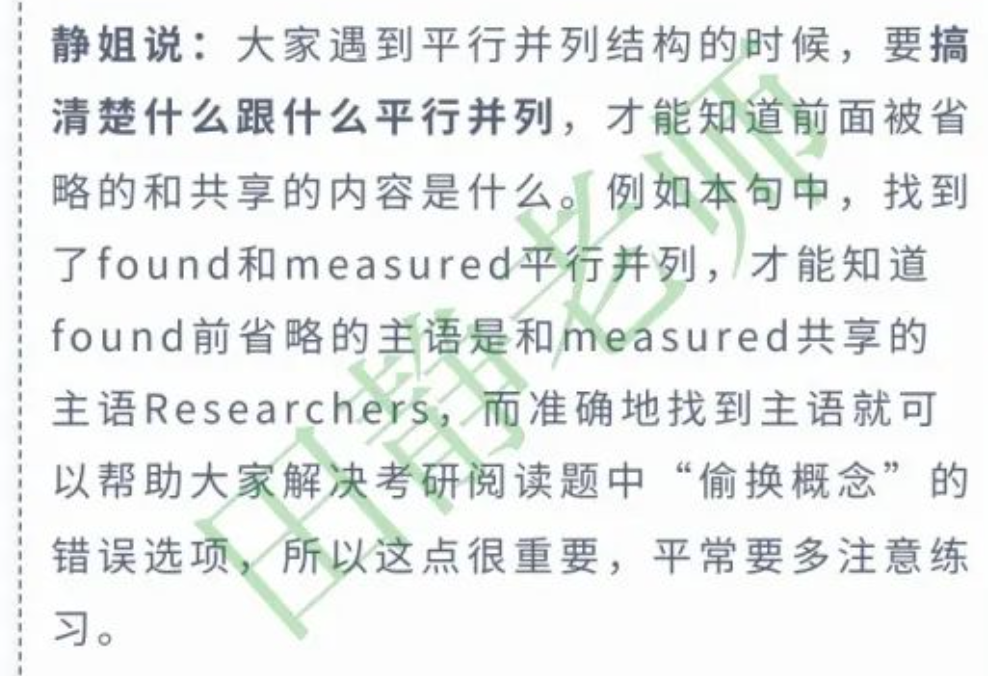 静姐说：大家遇到平行并列结构的时候，要搞
清楚什么跟什么平行并列，才能知道前面被省
略的和共享的内容是什么。例如本句中，找到
了found和measured平行并列，才能知道
found前省略的主语是和measured共享的
主语Researchers，而准确地找到主语就可
以帮助大家解决考研阅读题中“偷换概念”的
错误选项，所以这点很重要，平常要多注意练
习。
田静老师